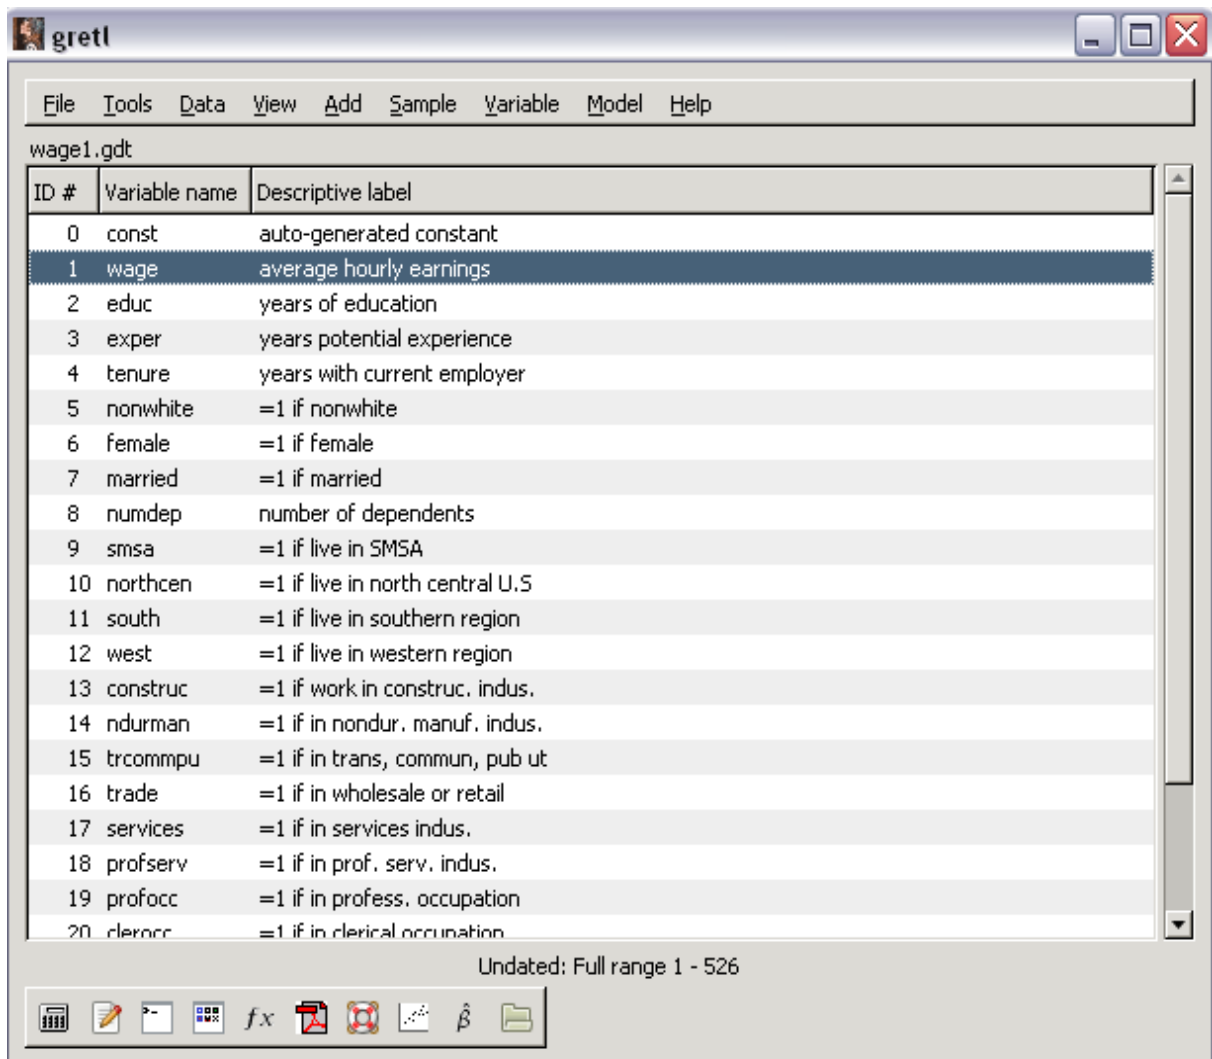 gretl
File Tools Data View Add Sample Variable Model Help
wage1.gdt
ID # Variable name Descriptive label
0 const auto-generated constant
1 wage average hourly earnings
2 educ years of education
3 exper years potential experience
4 tenure years with current employer
5 nonwhite =1 if nonwhite
6 female =1 if female
7 married =1 if married
8 numdep number of dependents
9 smsa =1 if live in SMSA
10 northcen =1 if live in north central U.S
11 south =1 if live in southern region
12 west =1 if live in western region
13 construc =1 if work in construc. indus.
14 ndurman =1 if in nondur. manuf. indus.
15 trcommpu =1 if in trans, commun, pub ut
16 trade =1 if in wholesale or retail
17 services =1 if in services indus.
18 profserv =1 if in prof. serv. indus.
19 profocc =1 if in profess. occupation
20 clerocc =1 if in clerical occupation
Undated: Full range 1 - 526
fx β̂